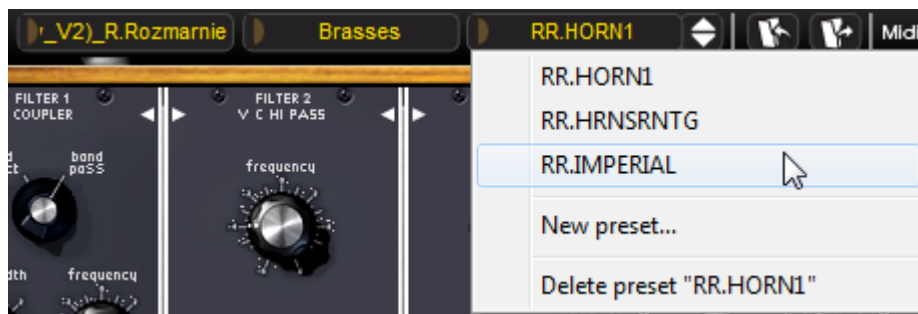 _V2)_R.Rozmarnie
Brasses
RR.HORN1
Midi
FILTER 1
COUPLER
FILTER 2
V C HI PASS
RR.HORN1
RR.HRNSRNTG
RR.IMPERIAL
New preset...
Delete preset "RR.HORN1"
band
pass
frequency
frequency